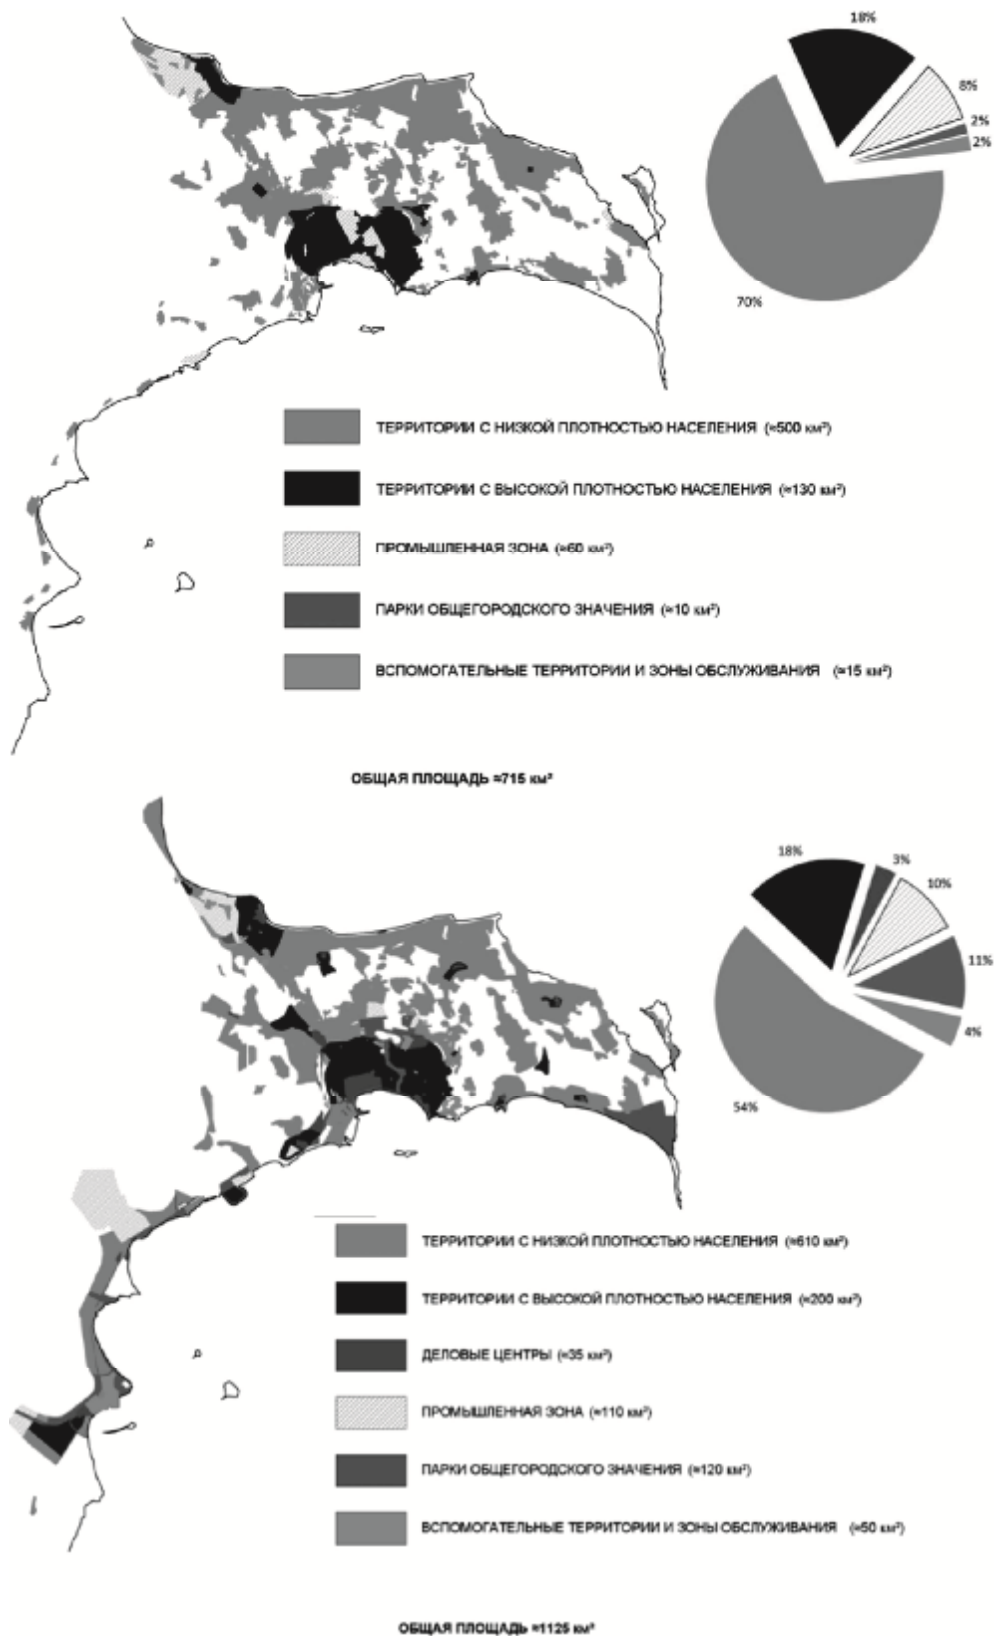 18%
8%
2%
2%
70%
ТЕРРИТОРИИ С НИЗКОЙ ПЛОТНОСТЬЮ НАСЕЛЕНИЯ (≈500 км²)
ТЕРРИТОРИИ С ВЫСОКОЙ ПЛОТНОСТЬЮ НАСЕЛЕНИЯ (≈130 км²)
ПРОМЫШЛЕННАЯ ЗОНА (≈60 км²)
ПАРКИ ОБЩЕГОРОДСКОГО ЗНАЧЕНИЯ (≈10 км²)
ВСПОМОГАТЕЛЬНЫЕ ТЕРРИТОРИИ И ЗОНЫ ОБСЛУЖИВАНИЯ (≈15 км²)
ОБЩАЯ ПЛОЩАДЬ ≈715 км²
18%
3%
10%
11%
4%
54%
ТЕРРИТОРИИ С НИЗКОЙ ПЛОТНОСТЬЮ НАСЕЛЕНИЯ (≈610 км²)
ТЕРРИТОРИИ С ВЫСОКОЙ ПЛОТНОСТЬЮ НАСЕЛЕНИЯ (≈200 км²)
ДЕЛОВЫЕ ЦЕНТРЫ (≈35 км²)
ПРОМЫШЛЕННАЯ ЗОНА (≈110 км²)
ПАРКИ ОБЩЕГОРОДСКОГО ЗНАЧЕНИЯ (≈120 км²)
ВСПОМОГАТЕЛЬНЫЕ ТЕРРИТОРИИ И ЗОНЫ ОБСЛУЖИВАНИЯ (≈50 км²)
ОБЩАЯ ПЛОЩАДЬ ≈1125 км²